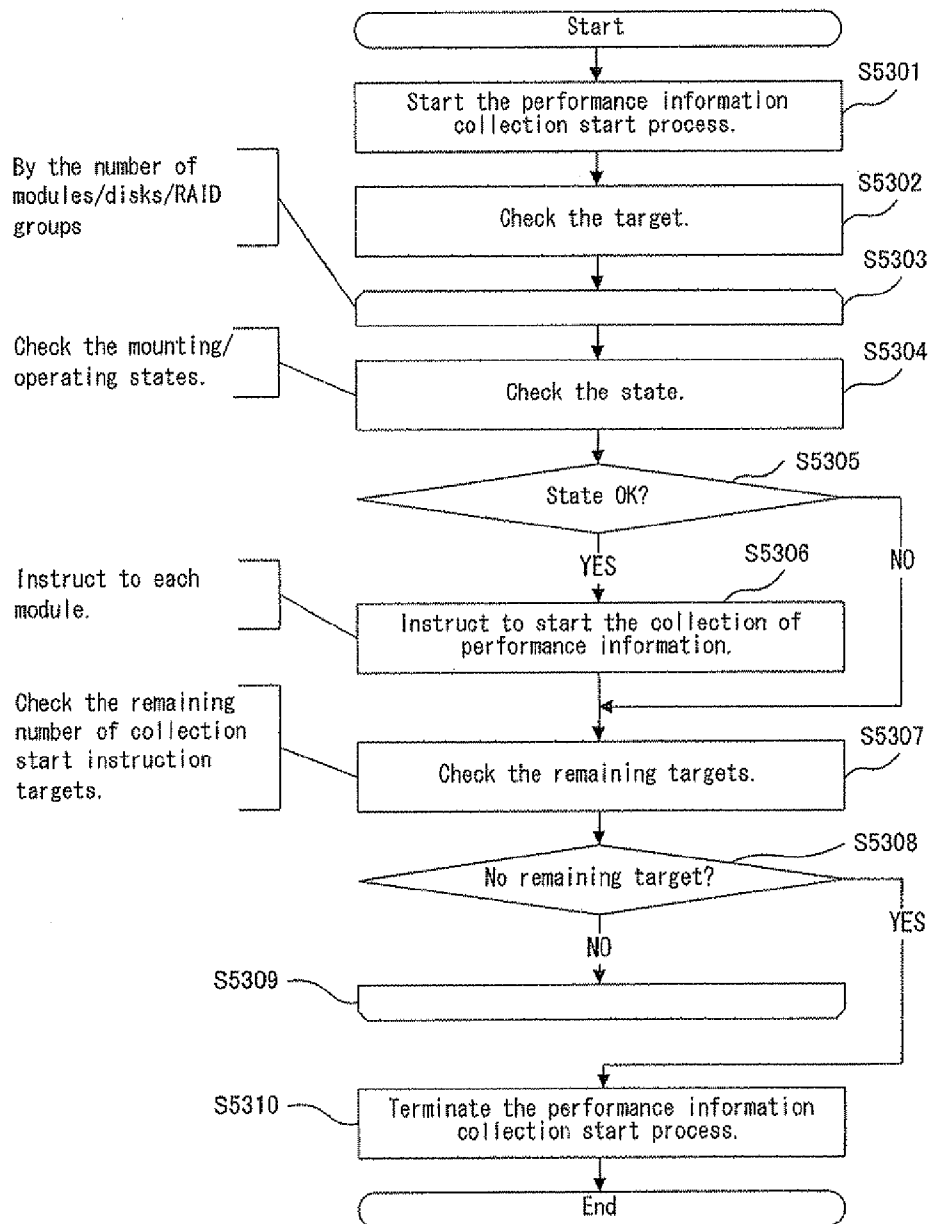 Start
S5301
Start the performance information
collection start process.
By the number of
modules/disks/RAID
groups
S5302
Check the target.
S5303
Check the mounting/
operating states.
S5304
Check the state.
S5305
State OK?
YES
NO
S5306
Instruct to each
module.
Instruct to start the collection of
performance information.
Check the remaining
number of collection
start instruction
targets.
S5307
Check the remaining targets.
S5308
No remaining target?
YES
NO
S5309
S5310
Terminate the performance information
collection start process.
End